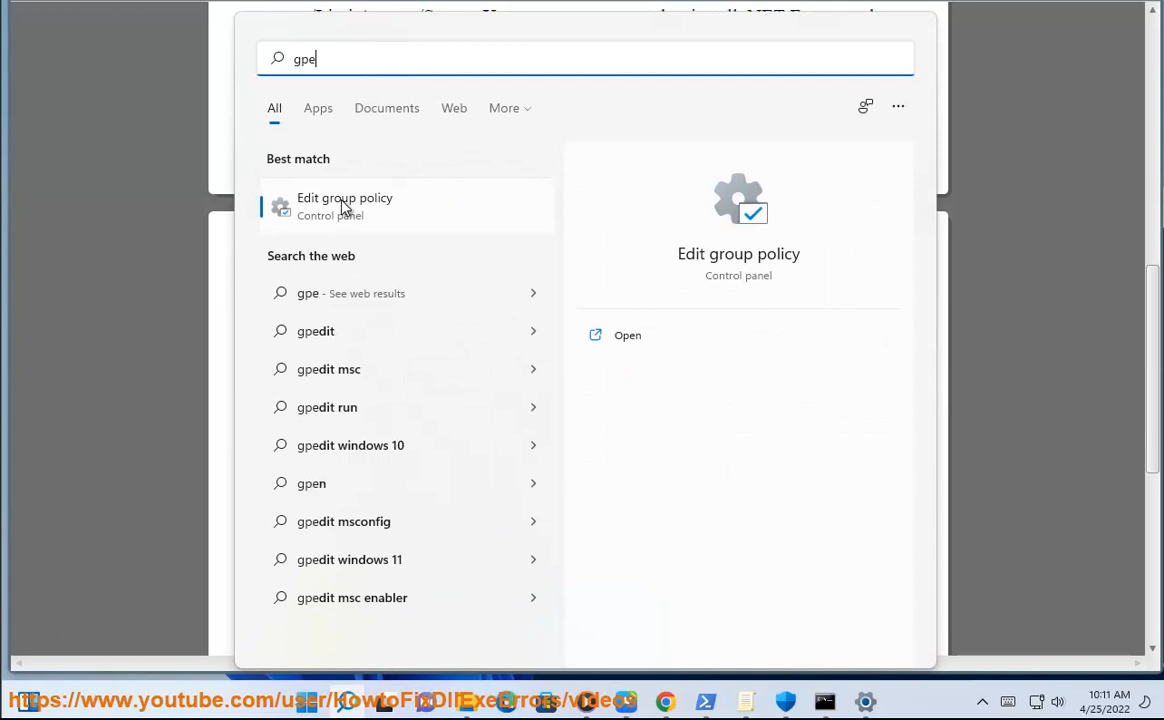 gpe
All Apps Documents Web More
Best match
Edit group policy
Control panel
Search the web
gpe - See web results
gpedit
gpedit msc
gpedit run
gpedit windows 10
gpen
gpedit msconfig
gpedit windows 11
gpedit msc enabler
Edit group policy
Control panel
Open
https://www.youtube.com/user/HowtoFixDllExeErrors/videos
10:11 AM
4/25/2022